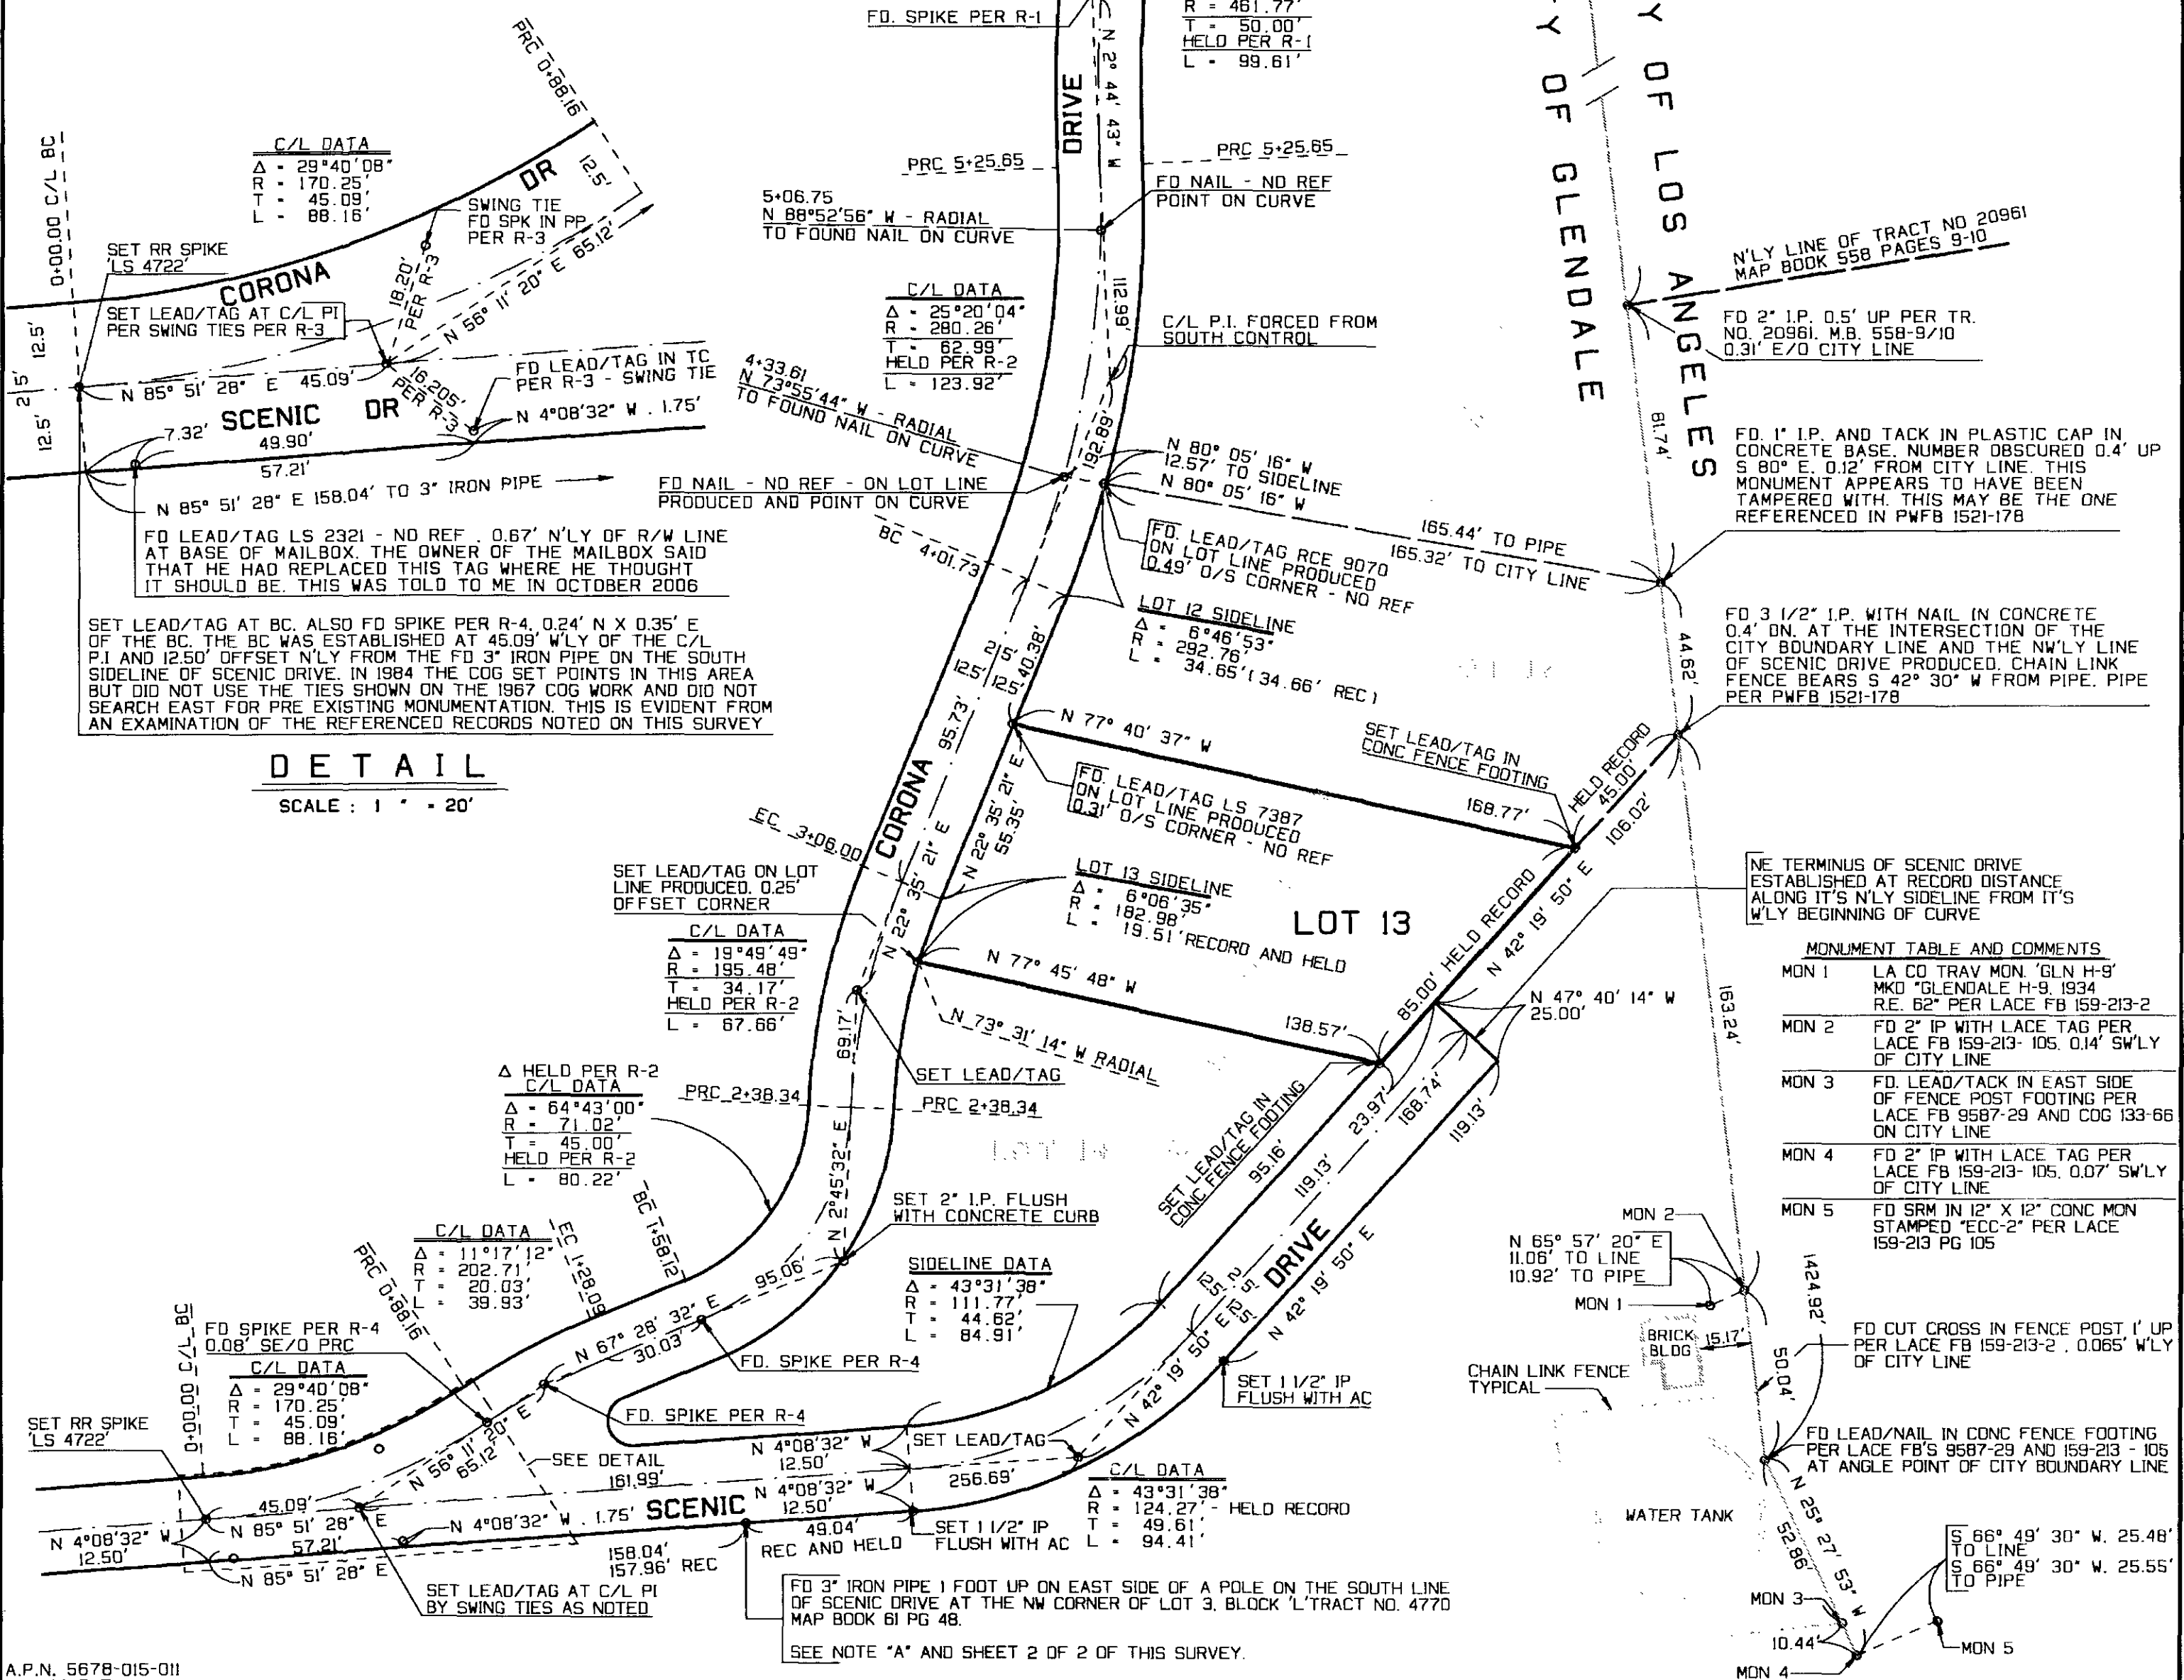 FD. SPIKE PER R-1
R = 461.77'
T = 50.00'
HELD PER R-1
L = 99.61'
N 2° 44' 43" W
DRIVE
Y OF GLENDALE
Y OF LOS ANGELES
PRC 0+88.16
0+00.00 C/L BC
C/L DATA
Δ = 29°40'08"
R = 170.25'
T = 45.09'
L = 88.16'
DR
12.5'
SWING TIE
FD SPK IN PP
PER R-3
SET RR SPIKE
'LS 4722'
CORONA
18.20'
PER R-3
N 56° 11' 20" E 65.12'
SET LEAD/TAG AT C/L PI
PER SWING TIES PER R-3
12.5'
25'
12.5'
N 85° 51' 28" E 45.09'
16.205'
PER R-3
FD LEAD/TAG IN TC
PER R-3 - SWING TIE
SCENIC DR
N 4°08'32" W . 1.75'
7.32'
49.90'
57.21'
N 85° 51' 28" E 158.04' TO 3" IRON PIPE
FD LEAD/TAG LS 2321 - NO REF . 0.67' N'LY OF R/W LINE
AT BASE OF MAILBOX. THE OWNER OF THE MAILBOX SAID
THAT HE HAD REPLACED THIS TAG WHERE HE THOUGHT
IT SHOULD BE. THIS WAS TOLD TO ME IN OCTOBER 2006
SET LEAD/TAG AT BC. ALSO FD SPIKE PER R-4, 0.24' N X 0.35' E
OF THE BC. THE BC WAS ESTABLISHED AT 45.09' W'LY OF THE C/L
P.I AND 12.50' OFFSET N'LY FROM THE FD 3" IRON PIPE ON THE SOUTH
SIDELINE OF SCENIC DRIVE. IN 1984 THE COG SET POINTS IN THIS AREA
BUT DID NOT USE THE TIES SHOWN ON THE 1967 COG WORK AND DID NOT
SEARCH EAST FOR PRE EXISTING MONUMENTATION. THIS IS EVIDENT FROM
AN EXAMINATION OF THE REFERENCED RECORDS NOTED ON THIS SURVEY
DETAIL
SCALE : 1 " = 20'
PRC 5+25.65
PRC 5+25.65
5+06.75
N 88°52'56" W - RADIAL
TO FOUND NAIL ON CURVE
FD NAIL - NO REF
POINT ON CURVE
C/L DATA
Δ = 25°20'04"
R = 280.26'
T = 62.99'
HELD PER R-2
L = 123.92'
112.99'
C/L P.I. FORCED FROM
SOUTH CONTROL
4+33.61
N 73°55'44" W - RADIAL
TO FOUND NAIL ON CURVE
192.89'
FD NAIL - NO REF - ON LOT LINE
PRODUCED AND POINT ON CURVE
N 80° 05' 16" W
12.57' TO SIDELINE
N 80° 05' 16" W
165.44' TO PIPE
165.32' TO CITY LINE
BC 4+01.73
FD. LEAD/TAG RCE 9070
ON LOT LINE PRODUCED
0.49' O/S CORNER - NO REF
LOT 12 SIDELINE
Δ = 6°46'53"
R = 292.76'
L = 34.65'(34.66' REC)
25'
12.5' 12.5'
40.38'
N'LY LINE OF TRACT NO 20961
MAP BOOK 558 PAGES 9-10
FD 2" I.P. 0.5' UP PER TR.
NO. 20961. M.B. 558-9/10
0.31' E/O CITY LINE
81.74'
FD. 1" I.P. AND TACK IN PLASTIC CAP IN
CONCRETE BASE. NUMBER OBSCURED 0.4' UP
S 80° E. 0.12' FROM CITY LINE. THIS
MONUMENT APPEARS TO HAVE BEEN
TAMPERED WITH. THIS MAY BE THE ONE
REFERENCED IN PWFB 1521-178
44.62'
FD 3 1/2" I.P. WITH NAIL IN CONCRETE
0.4' DN. AT THE INTERSECTION OF THE
CITY BOUNDARY LINE AND THE NW'LY LINE
OF SCENIC DRIVE PRODUCED. CHAIN LINK
FENCE BEARS S 42° 30" W FROM PIPE. PIPE
PER PWFB 1521-178
N 77° 40' 37" W
SET LEAD/TAG IN
CONC FENCE FOOTING
168.77'
HELD RECORD
45.00'
106.02'
CORONA
95.73'
N 22° 35' 21" E
N 22° 35' 21" E
55.35'
FD. LEAD/TAG LS 7387
ON LOT LINE PRODUCED
0.31' O/S CORNER - NO REF
EC 3+06.00
SET LEAD/TAG ON LOT
LINE PRODUCED. 0.25'
OFFSET CORNER
LOT 13 SIDELINE
Δ = 6°06'35"
R = 182.98'
L = 19.51' RECORD AND HELD
LOT 13
C/L DATA
Δ = 19°49'49"
R = 195.48'
T = 34.17'
HELD PER R-2
L = 67.66'
N 77° 45' 48" W
138.57'
85.00' HELD RECORD
N 42° 19' 50" E
N 47° 40' 14" W
25.00'
N 73° 31' 14" W RADIAL
69.17'
SET LEAD/TAG
NE TERMINUS OF SCENIC DRIVE
ESTABLISHED AT RECORD DISTANCE
ALONG IT'S N'LY SIDELINE FROM IT'S
W'LY BEGINNING OF CURVE
163.24'
MONUMENT TABLE AND COMMENTS
MON 1 LA CO TRAV MON. 'GLN H-9'
MKD "GLENDALE H-9, 1934
R.E. 62" PER LACE FB 159-213-2
MON 2 FD 2" IP WITH LACE TAG PER
LACE FB 159-213- 105, 0.14' SW'LY
OF CITY LINE
MON 3 FD. LEAD/TACK IN EAST SIDE
OF FENCE POST FOOTING PER
LACE FB 9587-29 AND COG 133-66
ON CITY LINE
MON 4 FD 2" IP WITH LACE TAG PER
LACE FB 159-213- 105, 0.07' SW'LY
OF CITY LINE
MON 5 FD SRM IN 12" X 12" CONC MON
STAMPED "ECC-2" PER LACE
159-213 PG 105
Δ HELD PER R-2
C/L DATA
Δ = 64°43'00"
R = 71.02'
T = 45.00'
HELD PER R-2
L = 80.22'
PRC 2+38.34
PRC 2+38.34
LOT 14
N 2°45'32" E
SET LEAD/TAG IN
CONC FENCE FOOTING
23.97'
168.74'
119.13'
95.16'
119.13'
BC 1+58.12
SET 2" I.P. FLUSH
WITH CONCRETE CURB
C/L DATA
Δ = 11°17'12"
R = 202.71'
T = 20.03'
L = 39.93'
EC 1+28.09
95.06'
SIDELINE DATA
Δ = 43°31'38"
R = 111.77'
T = 44.62'
L = 84.91'
12.5' 12.5'
25'
DRIVE
N 42° 19' 50" E
N 42° 19' 50" E
PRC 0+88.16
0+00.00 C/L BC
FD SPIKE PER R-4
0.08' SE/O PRC
C/L DATA
Δ = 29°40'08"
R = 170.25'
T = 45.09'
L = 88.16'
N 67° 28' 32" E
30.03'
FD. SPIKE PER R-4
FD. SPIKE PER R-4
SET 1 1/2" IP
FLUSH WITH AC
SET RR SPIKE
'LS 4722'
N 56° 11' 20" E
65.12'
SEE DETAIL
161.99'
N 4°08'32" W
12.50'
SET LEAD/TAG
256.69'
45.09'
N 85° 51' 28" E
57.21'
N 4°08'32" W
12.50'
N 85° 51' 28" E
N 4°08'32" W . 1.75'
SCENIC
N 4°08'32" W
12.50'
49.04'
REC AND HELD
158.04'
157.96' REC
SET 1 1/2" IP
FLUSH WITH AC
C/L DATA
Δ = 43°31'38"
R = 124.27' - HELD RECORD
T = 49.61'
L = 94.41'
SET LEAD/TAG AT C/L PI
BY SWING TIES AS NOTED
FD 3" IRON PIPE 1 FOOT UP ON EAST SIDE OF A POLE ON THE SOUTH LINE
OF SCENIC DRIVE AT THE NW CORNER OF LOT 3, BLOCK 'L' TRACT NO. 4770
MAP BOOK 61 PG 48.
SEE NOTE "A" AND SHEET 2 OF 2 OF THIS SURVEY.
MON 2
N 65° 57' 20" E
11.06' TO LINE
10.92' TO PIPE
MON 1
1424.92'
BRICK
BLDG
15.17'
50.04'
FD CUT CROSS IN FENCE POST 1' UP
PER LACE FB 159-213-2 , 0.065' W'LY
OF CITY LINE
CHAIN LINK FENCE
TYPICAL
FD LEAD/NAIL IN CONC FENCE FOOTING
PER LACE FB'S 9587-29 AND 159-213 - 105
AT ANGLE POINT OF CITY BOUNDARY LINE
WATER TANK
N 25° 27' 53" W
52.86'
S 66° 49' 30" W. 25.48'
TO LINE
S 66° 49' 30" W. 25.55'
TO PIPE
MON 3
10.44'
MON 4
MON 5
A.P.N. 5678-015-011